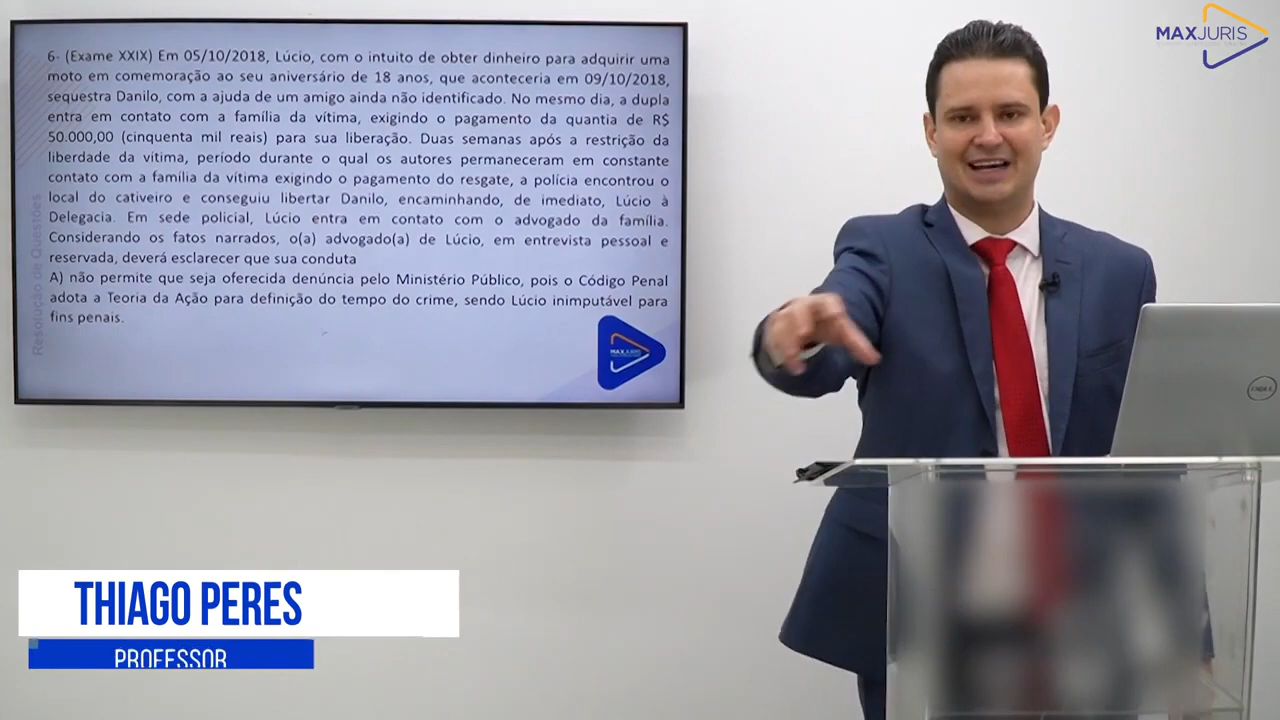 6- (Exame XXIX) Em 05/10/2018, Lúcio, com o intuito de obter dinheiro para adquirir uma
moto em comemoração ao seu aniversário de 18 anos, que aconteceria em 09/10/2018,
sequestra Danilo, com a ajuda de um amigo ainda não identificado. No mesmo dia, a dupla
entra em contato com a família da vítima, exigindo o pagamento da quantia de R$
50.000,00 (cinquenta mil reais) para sua liberação. Duas semanas após a restrição da
liberdade da vítima, período durante o qual os autores permaneceram em constante
contato com a família da vítima exigindo o pagamento do resgate, a polícia encontrou o
local do cativeiro e conseguiu libertar Danilo, encaminhando, de imediato, Lúcio à
Delegacia. Em sede policial, Lúcio entra em contato com o advogado da família.
Considerando os fatos narrados, o(a) advogado(a) de Lúcio, em entrevista pessoal e
reservada, deverá esclarecer que sua conduta
A) não permite que seja oferecida denúncia pelo Ministério Público, pois o Código Penal
adota a Teoria da Ação para definição do tempo do crime, sendo Lúcio inimputável para
fins penais.
Resolução de Questões
MAXJURIS
MAXJURIS
DELL
THIAGO PERES
PROFESSOR